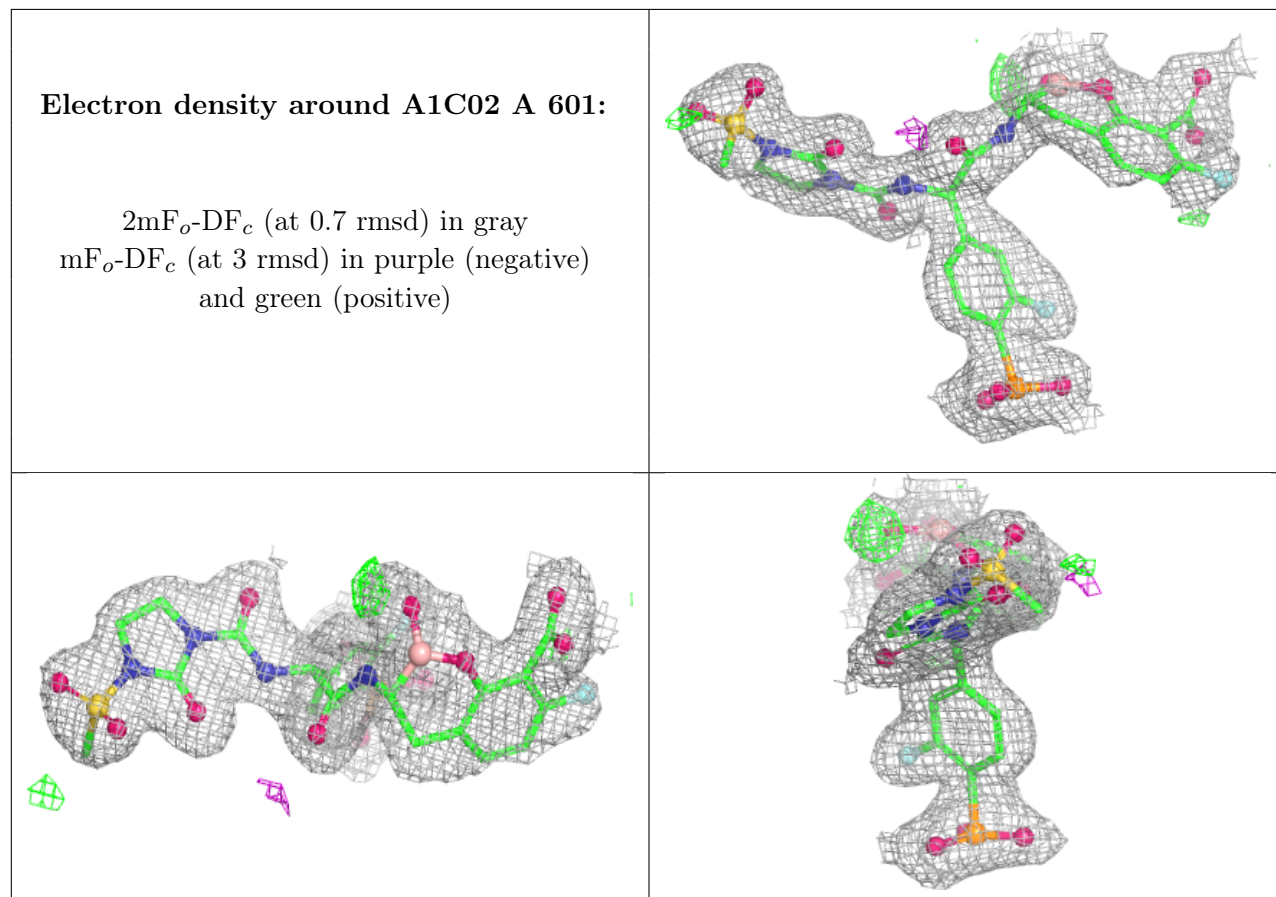 Electron density around A1C02 A 601:
2mFₒ-DF𝒸 (at 0.7 rmsd) in gray
mFₒ-DF𝒸 (at 3 rmsd) in purple (negative)
and green (positive)